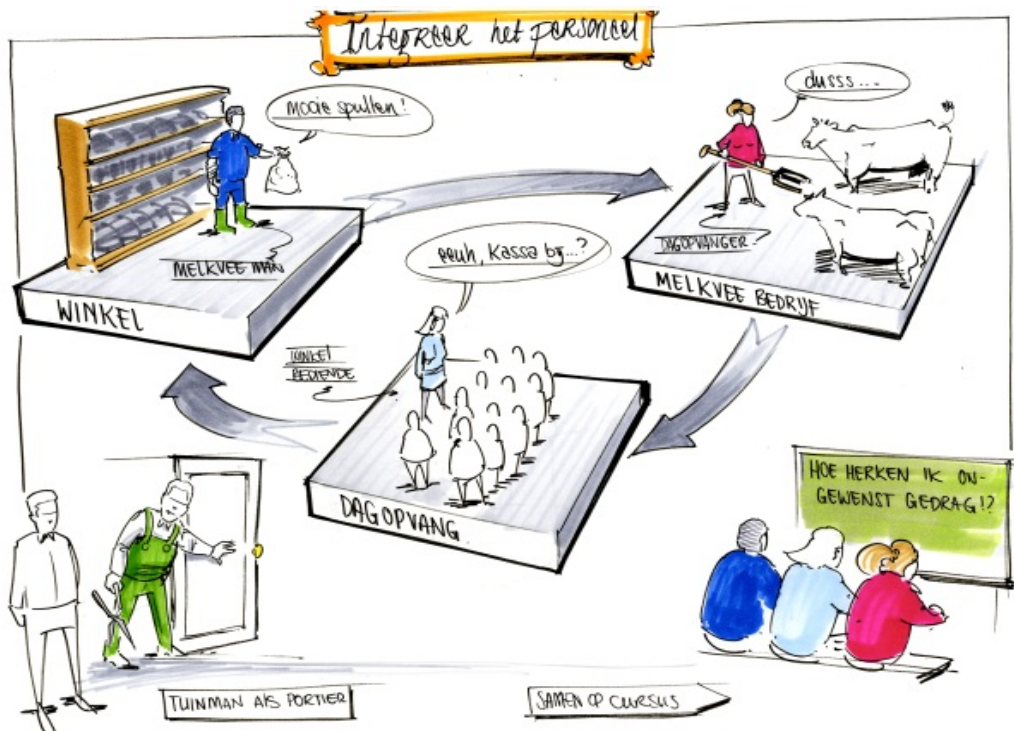 Integreer het personeel
mooie spullen!
dusss...
MELKVEE MAN
WINKEL
eeuh, kassa bij...?
DAGOPVANGER
MELKVEE BEDRIJF
WINKEL
BEDIENDE
DAGOPVANG
HOE HERKEN IK ON-
GEWENST GEDRAG!?
TUINMAN ALS PORTIER
SAMEN OP CURSUS